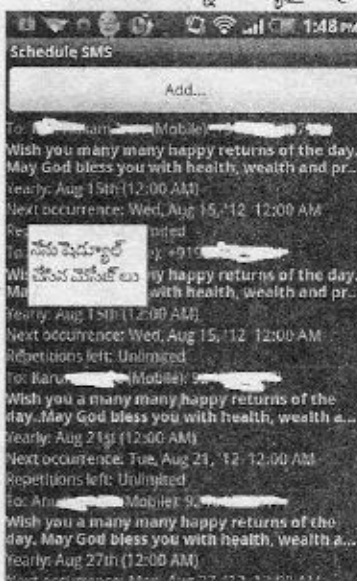 1:48 PM
Schedule SMS
Add...
To: (Mobile):
Wish you many many happy returns of the day.
May God bless you with health, wealth and pr...
Yearly: Aug 15th (12:00 AM)
Next occurrence: Wed, Aug 15, '12 12:00 AM
నేను షెడ్యూల్
చేసిన మెసేజ్ లు
+919
ny happy returns of the day.
with health, wealth and pr...
Yearly: Aug 15th (12:00 AM)
Next occurrence: Wed, Aug 15, '12 12:00 AM
Repetitions left: Unlimited
To: Karu (Mobile): 9
Wish you a many many happy returns of the
day..May God bless you with health, wealth a...
Yearly: Aug 21st (12:00 AM)
Next occurrence: Tue, Aug 21, '12 12:00 AM
Repetitions left: Unlimited
To: (Mobile): 9
Wish you a many many happy returns of the
day. May God bless you with health, wealth a...
Yearly: Aug 27th (12:00 AM)